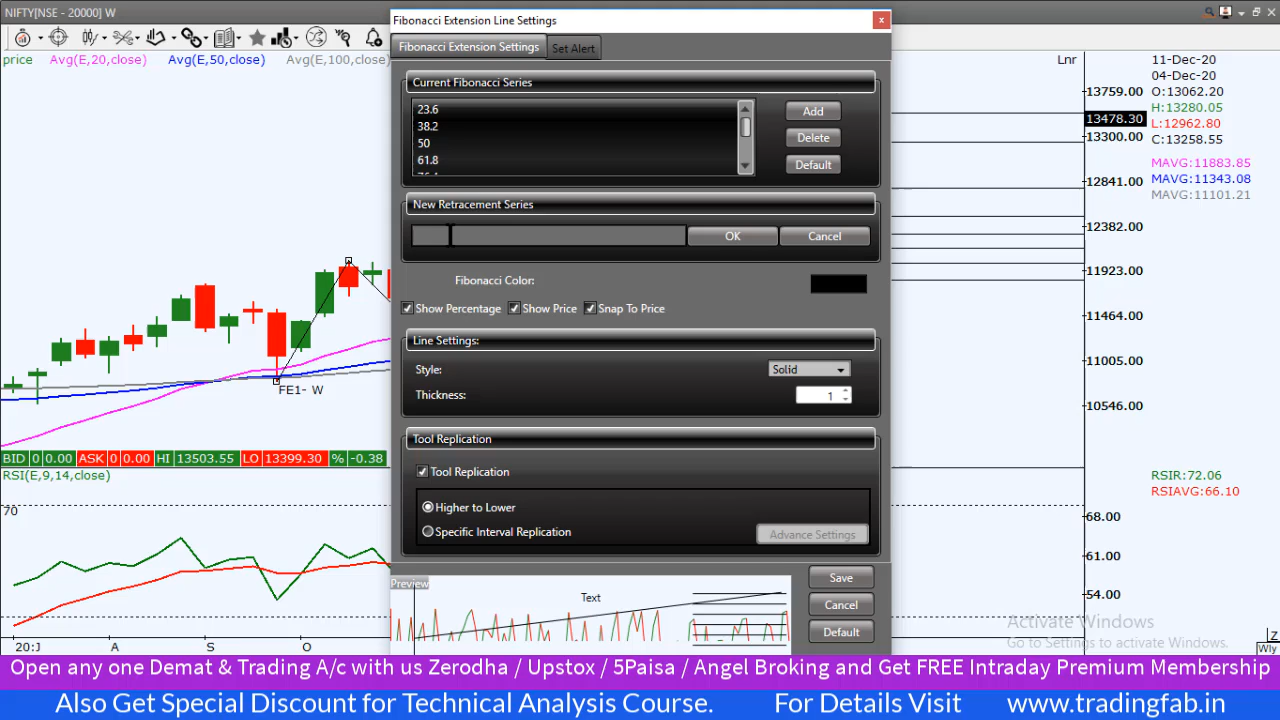 NIFTY[NSE - 20000] W
Fibonacci Extension Line Settings
x
Fibonacci Extension Settings
Set Alert
price
Avg(E,20,close)
Avg(E,50,close)
Avg(E,100,close)
Lnr
11-Dec-20
04-Dec-20
O:13062.20
H:13280.05
L:12962.80
C:13258.55
MAVG:11883.85
MAVG:11343.08
MAVG:11101.21
13759.00
13478.30
13300.00
12841.00
12382.00
11923.00
11464.00
11005.00
10546.00
Current Fibonacci Series
23.6
38.2
50
61.8
Add
Delete
Default
New Retracement Series
OK
Cancel
Fibonacci Color:
Show Percentage
Show Price
Snap To Price
Line Settings:
Style:
Solid
Thickness:
1
FE1- W
Tool Replication
Tool Replication
Higher to Lower
Specific Interval Replication
Advance Settings
BID 0 0.00 ASK 0 0.00 HI 13503.55 LO 13399.30 % -0.38
RSI(E,9,14,close)
RSIR:72.06
RSIAVG:66.10
70
68.00
61.00
54.00
Preview
Text
Save
Cancel
Default
Activate Windows
Go to Settings to activate Windows.
20:J
A
S
O
Z
Wly
Open any one Demat & Trading A/c with us Zerodha / Upstox / 5Paisa / Angel Broking and Get FREE Intraday Premium Membership
Also Get Special Discount for Technical Analysis Course. For Details Visit www.tradingfab.in